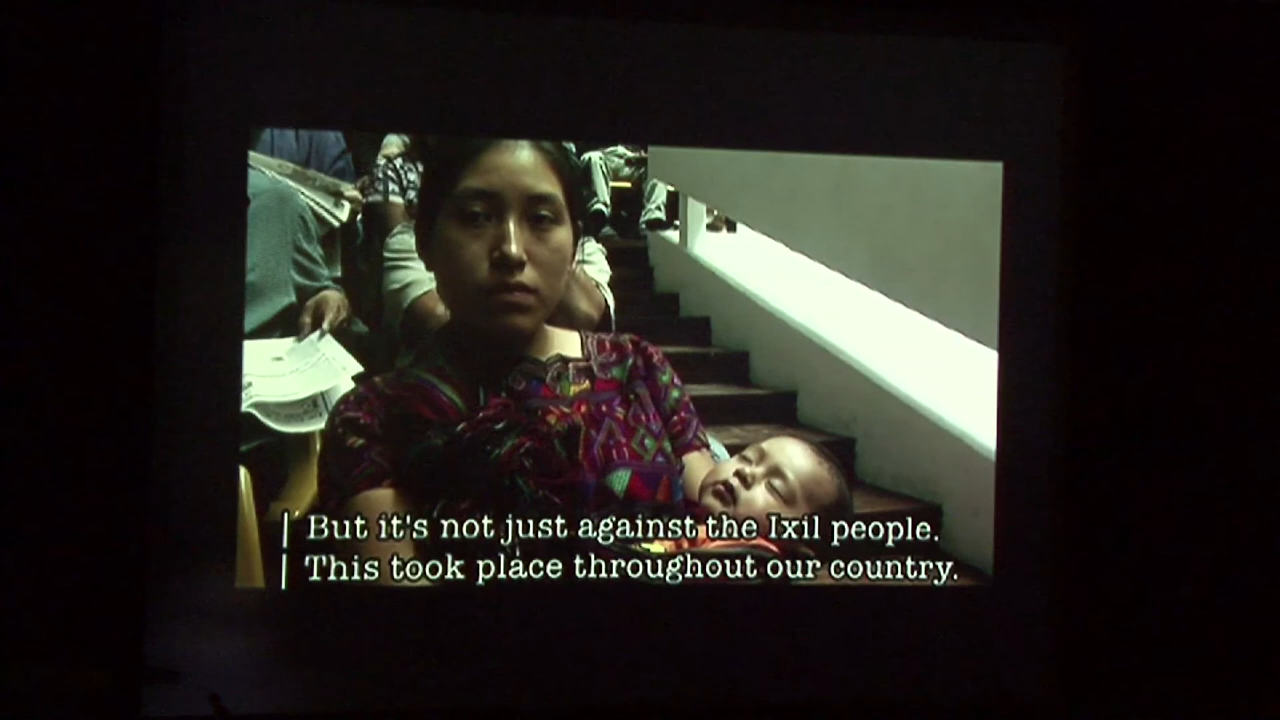 But it's not just against the Ixil people.
This took place throughout our country.